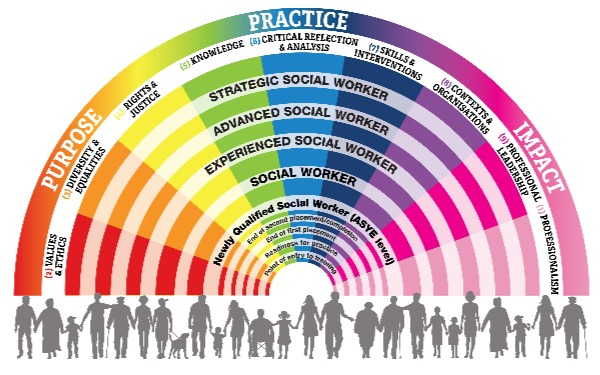 PURPOSE
PRACTICE
IMPACT
(2) VALUES
& ETHICS
(3) DIVERSITY &
EQUALITIES
(4) RIGHTS &
JUSTICE
(5) KNOWLEDGE
(6) CRITICAL REFLECTION
& ANALYSIS
(7) SKILLS &
INTERVENTIONS
(8) CONTEXTS &
ORGANISATIONS
(9) PROFESSIONAL
LEADERSHIP
(1) PROFESSIONALISM
STRATEGIC SOCIAL WORKER
ADVANCED SOCIAL WORKER
EXPERIENCED SOCIAL WORKER
SOCIAL WORKER
Newly Qualified Social Worker (ASYE level)
End of second placement/completion
End of first placement
Readiness for practice
Point of entry to training